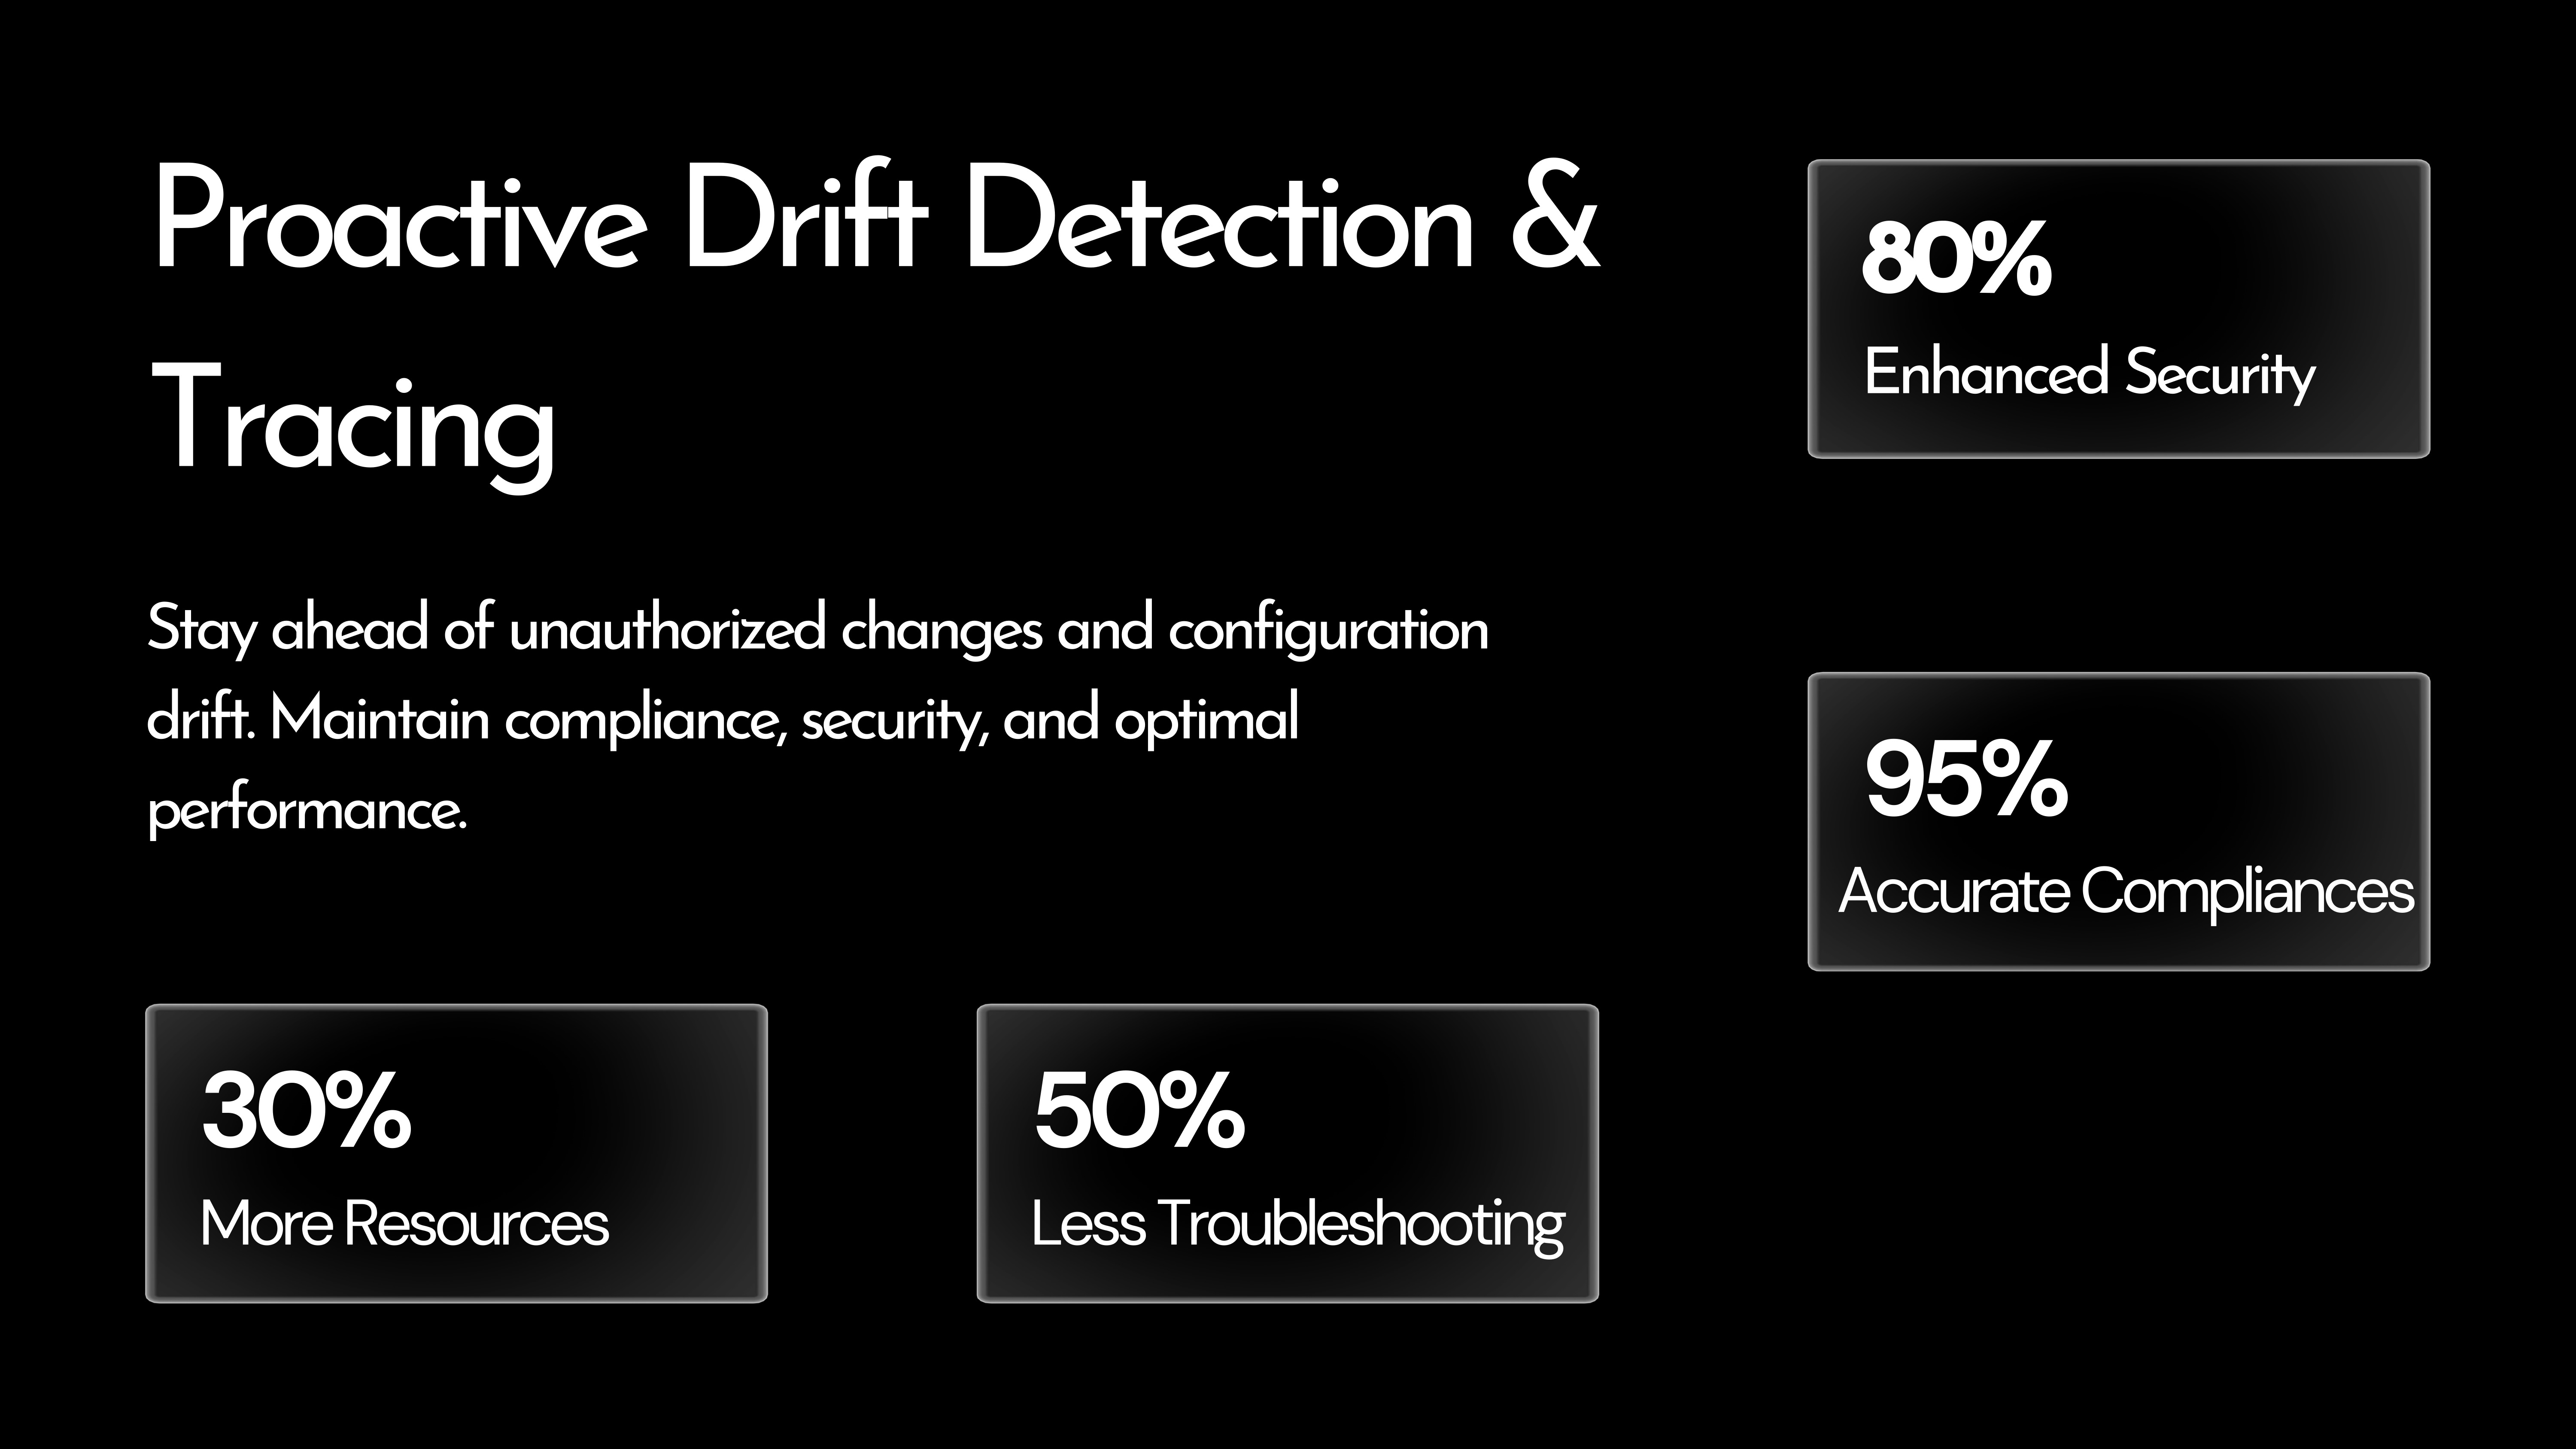 Proactive Drift Detection &
Tracing
Stay ahead of unauthorized changes and configuration
drift. Maintain compliance, security, and optimal
performance.
80%
Enhanced Security
95%
Accurate Compliances
30%
More Resources
50%
Less Troubleshooting